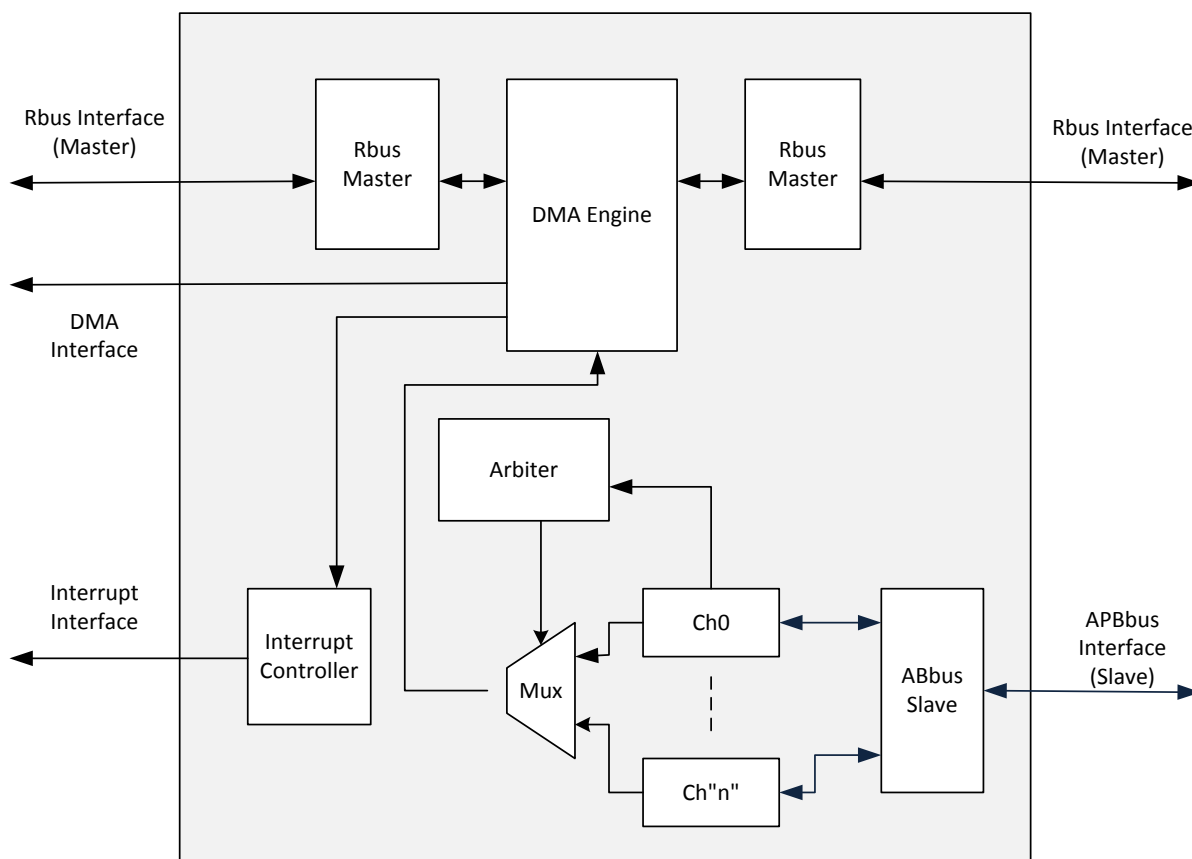 Rbus Interface
(Master)
Rbus
Master
DMA Engine
Rbus
Master
Rbus Interface
(Master)
DMA
Interface
Arbiter
Interrupt
Interface
Interrupt
Controller
Mux
Ch0
Ch"n"
ABbus
Slave
APBbus
Interface
(Slave)